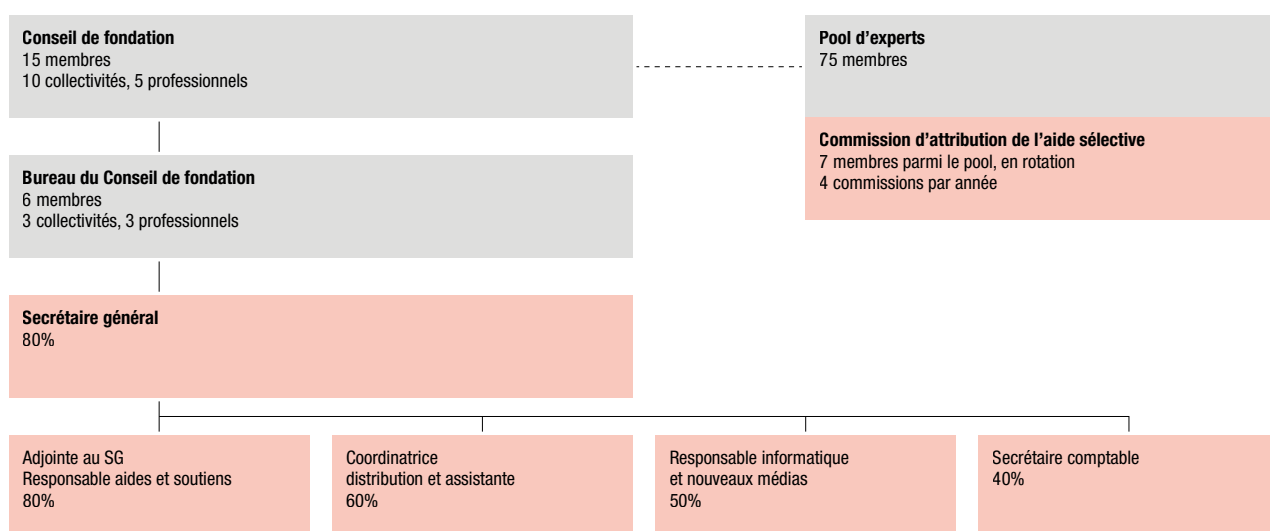 Conseil de fondation
15 membres
10 collectivités, 5 professionnels
Pool d’experts
75 membres
Commission d’attribution de l’aide sélective
7 membres parmi le pool, en rotation
4 commissions par année
Bureau du Conseil de fondation
6 membres
3 collectivités, 3 professionnels
Secrétaire général
80%
Adjointe au SG
Responsable aides et soutiens
80%
Coordinatrice
distribution et assistante
60%
Responsable informatique
et nouveaux médias
50%
Secrétaire comptable
40%